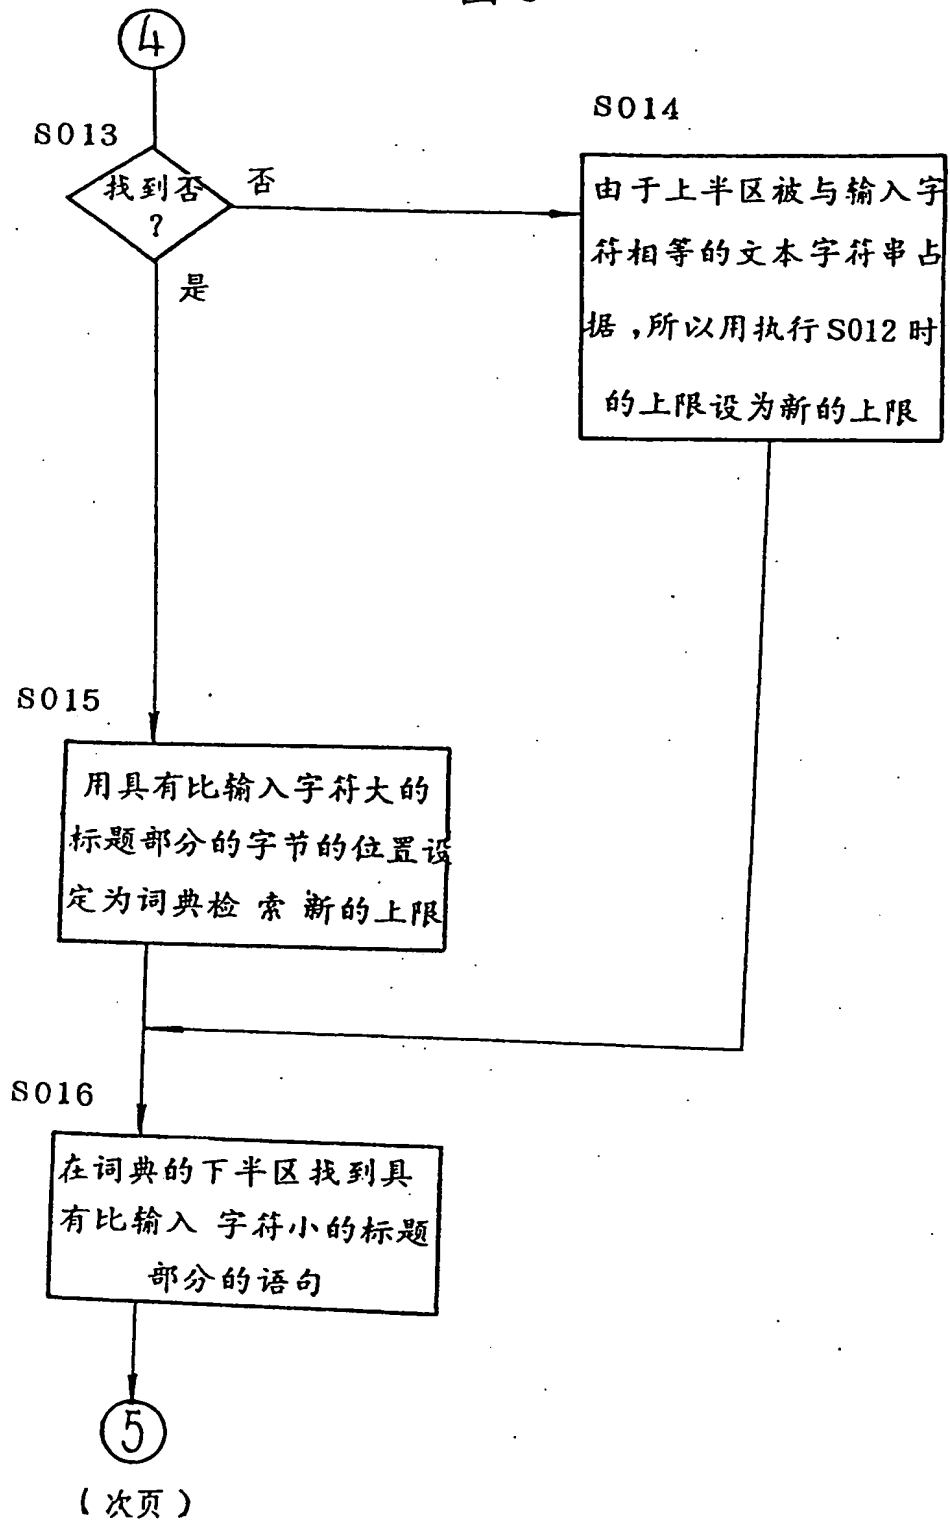 ④
S013
找到否
?
否
是
S014
由于上半区被与输入字
符相等的文本字符串占
据,所以用执行S012时
的上限设为新的上限
S015
用具有比输入字符大的
标题部分的字节的位置设
定为词典检 索 新的上限
S016
在词典的下半区找到具
有比输入 字符小的标题
部分的语句
⑤
(次页)